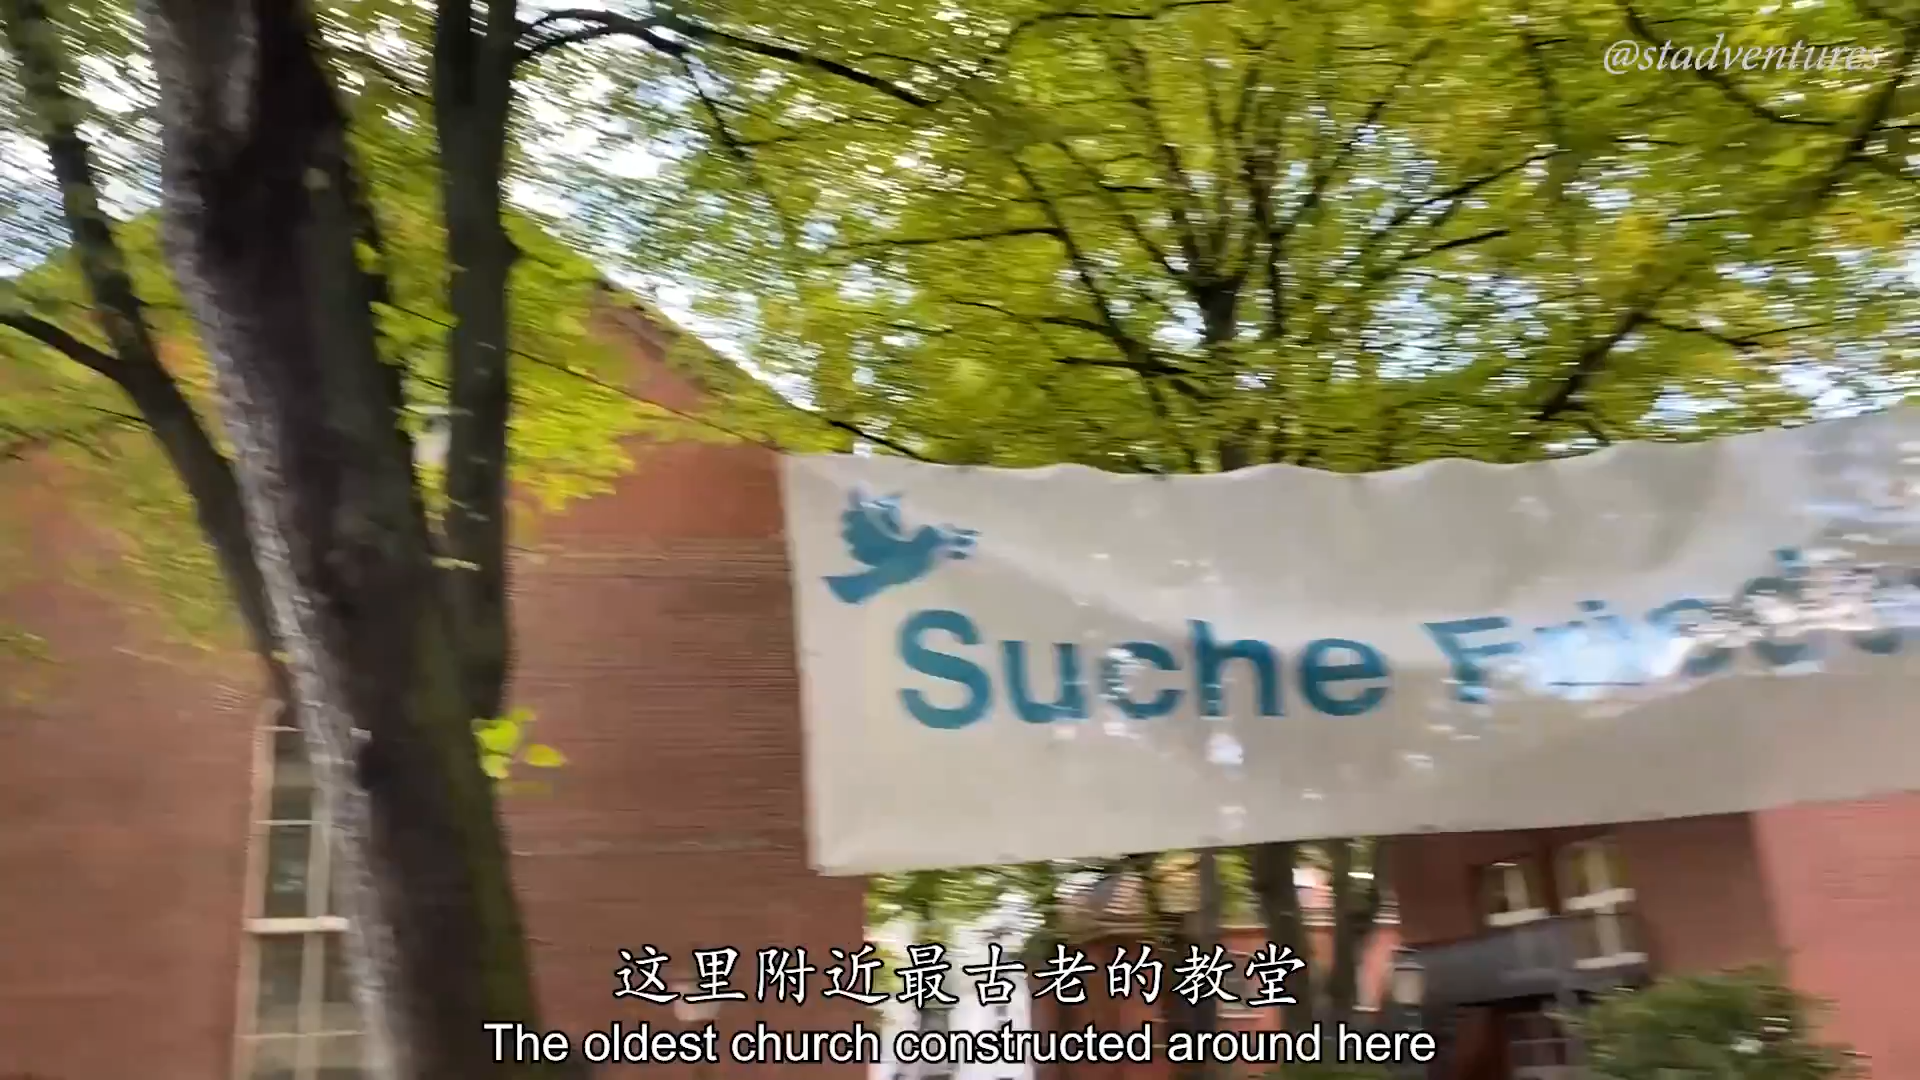 @stadventures
Suche
这里附近最古老的教堂
The oldest church constructed around here